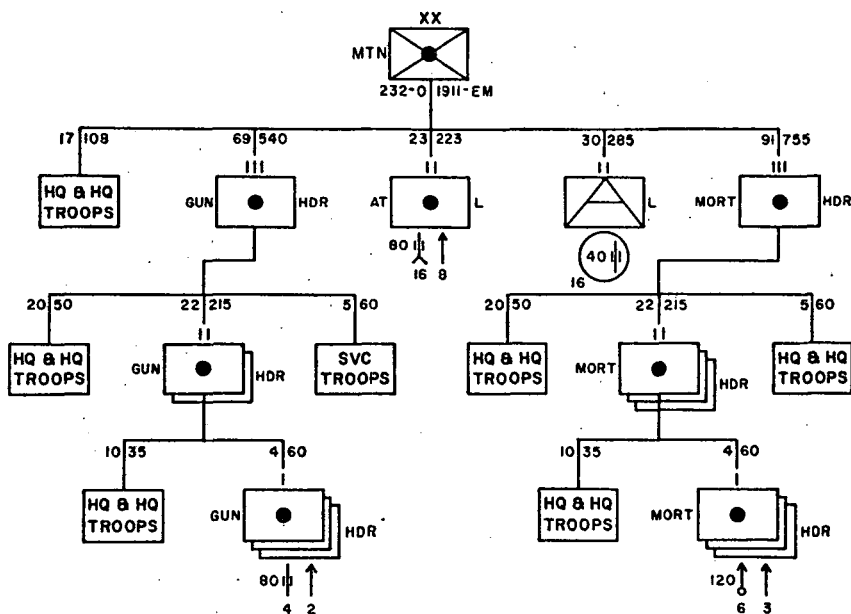 XX
MTN
232-O 1911-EM
17 108
69 540
23 223
30 285
91 755
III
II
II
III
HQ & HQ
TROOPS
GUN
HDR
AT
L
L
MORT
HDR
80
16
8
40
16
20 50
22 215
5 60
20 50
22 215
5 60
II
II
HQ & HQ
TROOPS
GUN
HDR
SVC
TROOPS
HQ & HQ
TROOPS
MORT
HDR
HQ & HQ
TROOPS
10 35
4 60
10 35
4 60
I
I
HQ & HQ
TROOPS
GUN
HDR
HQ & HQ
TROOPS
MORT
HDR
80
4
2
120
6
3